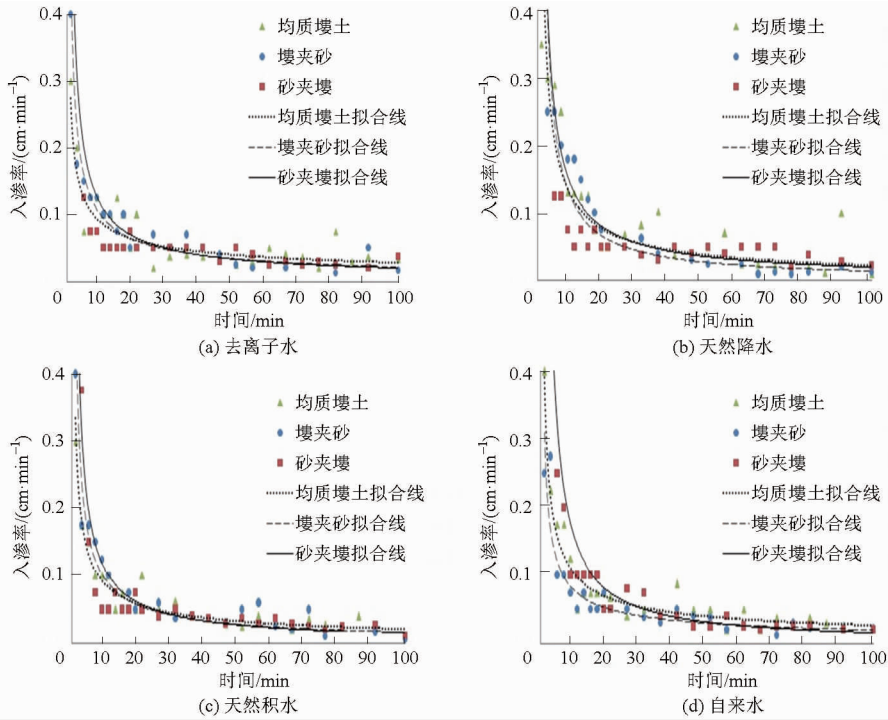 0.4
0.3
0.2
0.1
0
入渗率/(cm·min⁻¹)
均质塿土
塿夹砂
砂夹塿
均质塿土拟合线
塿夹砂拟合线
砂夹塿拟合线
10 20 30 40 50 60 70 80 90 100
时间/min
(a) 去离子水
0.4
0.3
0.2
0.1
0
入渗率/(cm·min⁻¹)
均质塿土
塿夹砂
砂夹塿
均质塿土拟合线
塿夹砂拟合线
砂夹塿拟合线
10 20 30 40 50 60 70 80 90 100
时间/min
(b) 天然降水
0.4
0.3
0.2
0.1
0
入渗率/(cm·min⁻¹)
均质塿土
塿夹砂
砂夹塿
均质塿土拟合线
塿夹砂拟合线
砂夹塿拟合线
10 20 30 40 50 60 70 80 90 100
时间/min
(c) 天然积水
0.4
0.3
0.2
0.1
0
入渗率/(cm·min⁻¹)
均质塿土
塿夹砂
砂夹塿
均质塿土拟合线
塿夹砂拟合线
砂夹塿拟合线
10 20 30 40 50 60 70 80 90 100
时间/min
(d) 自来水